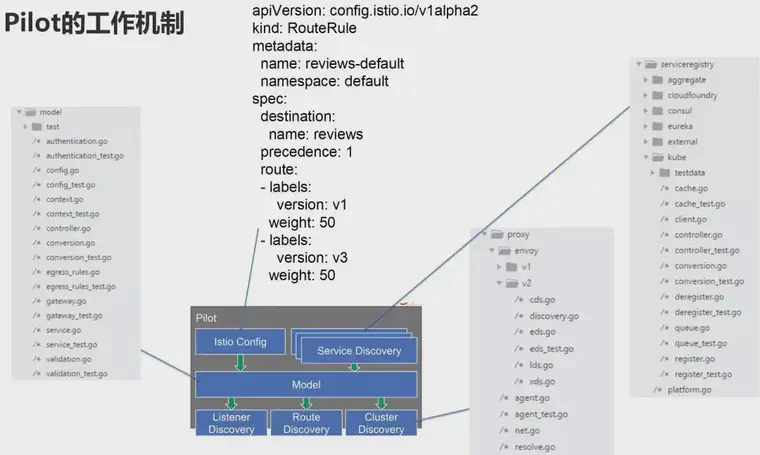 Pilot的工作机制
apiVersion: config.istio.io/v1alpha2
kind: RouteRule
metadata:
name: reviews-default
namespace: default
spec:
destination:
name: reviews
precedence: 1
route:
- labels:
version: v1
weight: 50
- labels:
version: v3
weight: 50
model
test
authentication.go
authentication_test.go
config.go
config_test.go
context.go
context_test.go
controller.go
conversion.go
conversion_test.go
egress_rules.go
egress_rules_test.go
gateway.go
gateway_test.go
service.go
service_test.go
validation.go
validation_test.go
Pilot
Istio Config
Service Discovery
Model
Listener
Discovery
Route
Discovery
Cluster
Discovery
proxy
envoy
v1
v2
cds.go
discovery.go
eds.go
eds_test.go
lds.go
xds.go
agent.go
agent_test.go
net.go
resolve.go
serviceregistry
aggregate
cloudfoundry
consul
eureka
external
kube
testdata
cache.go
cache_test.go
client.go
controller.go
controller_test.go
conversion.go
conversion_test.go
deregister.go
deregister_test.go
queue.go
queue_test.go
register.go
register_test.go
platform.go